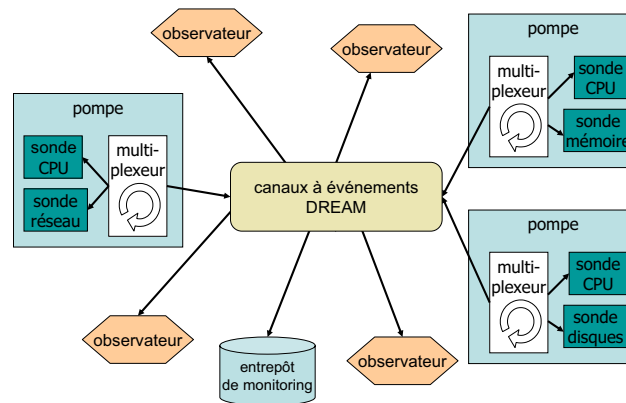 observateur
observateur
pompe
multi-
plexeur
sonde
CPU
sonde
mémoire
pompe
sonde
CPU
sonde
réseau
multi-
plexeur
canaux à événements
DREAM
pompe
multi-
plexeur
sonde
CPU
sonde
disques
observateur
entrepôt
de monitoring
observateur